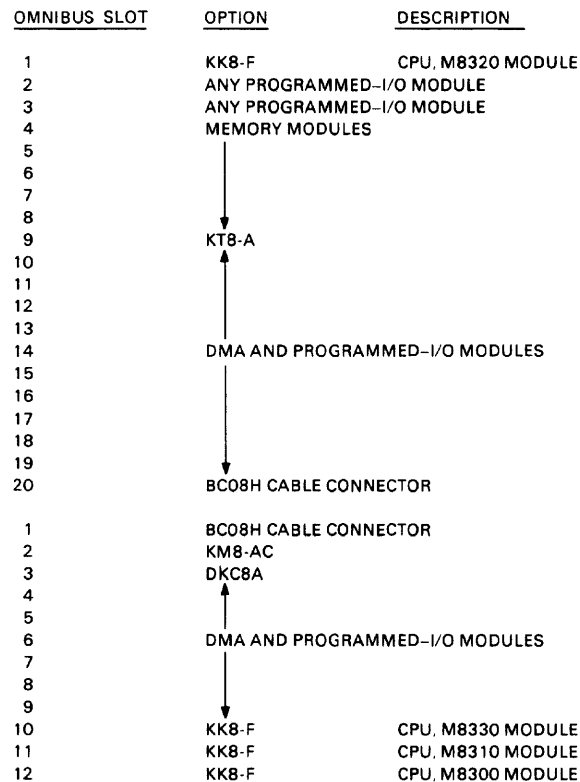 OMNIBUS SLOT OPTION DESCRIPTION
1 KK8-F CPU, M8320 MODULE
2 ANY PROGRAMMED-I/O MODULE
3 ANY PROGRAMMED-I/O MODULE
4 MEMORY MODULES
5
6
7
8
9 KT8-A
10
11
12
13
14 DMA AND PROGRAMMED-I/O MODULES
15
16
17
18
19
20 BC08H CABLE CONNECTOR
1 BC08H CABLE CONNECTOR
2 KM8-AC
3 DKC8A
4
5
6 DMA AND PROGRAMMED-I/O MODULES
7
8
9
10 KK8-F CPU, M8330 MODULE
11 KK8-F CPU, M8310 MODULE
12 KK8-F CPU, M8300 MODULE